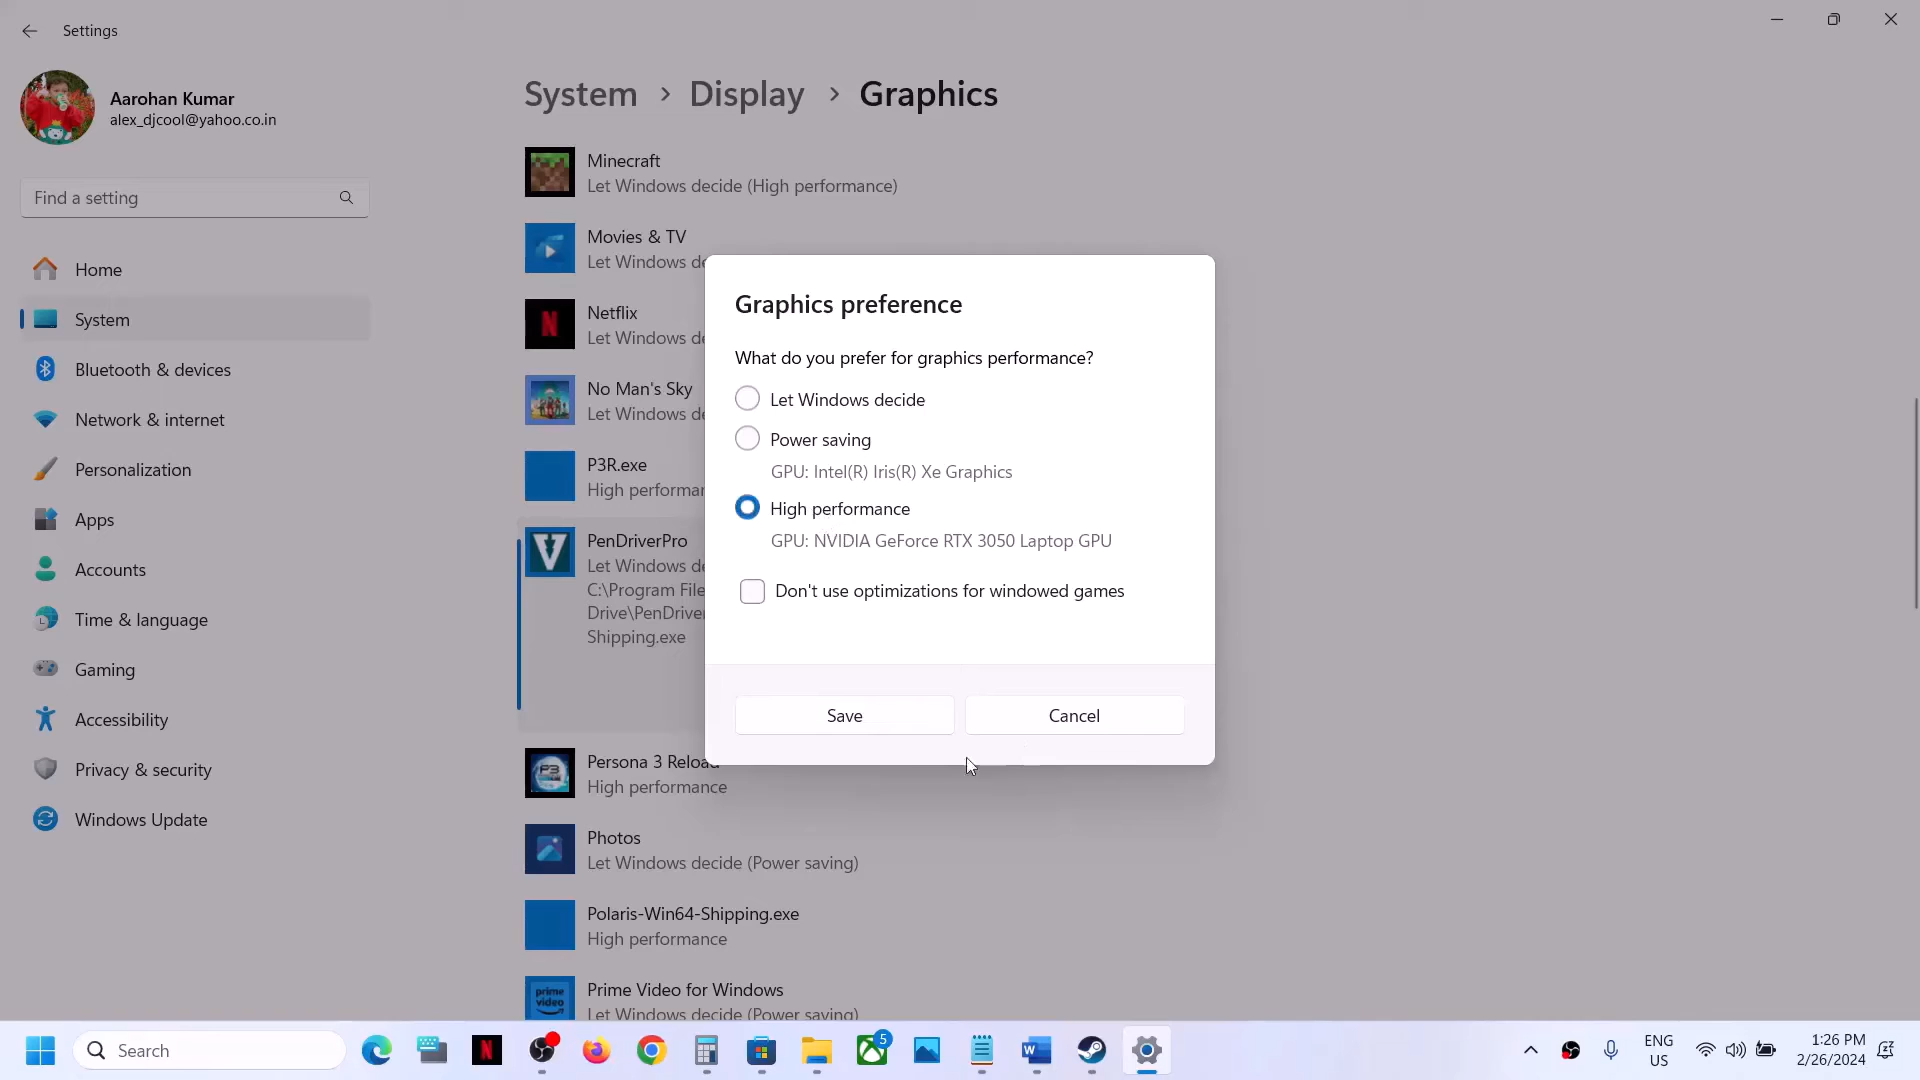 Settings
Aarohan Kumar
alex_djcool@yahoo.co.in
Find a setting
Home
System
Bluetooth & devices
Network & internet
Personalization
Apps
Accounts
Time & language
Gaming
Accessibility
Privacy & security
Windows Update
System > Display > Graphics
Minecraft
Let Windows decide (High performance)
Movies & TV
Let Windows de
Netflix
Let Windows de
No Man's Sky
Let Windows de
P3R.exe
High performar
PenDriverPro
Let Windows de
C:\Program File
Drive\PenDrive
Shipping.exe
Persona 3 Reload
High performance
Photos
Let Windows decide (Power saving)
Polaris-Win64-Shipping.exe
High performance
prime video
Prime Video for Windows
Let Windows decide (Power saving)
Graphics preference
What do you prefer for graphics performance?
Let Windows decide
Power saving
GPU: Intel(R) Iris(R) Xe Graphics
High performance
GPU: NVIDIA GeForce RTX 3050 Laptop GPU
Don't use optimizations for windowed games
Save
Cancel
Search
5
ENG
US
1:26 PM
2/26/2024